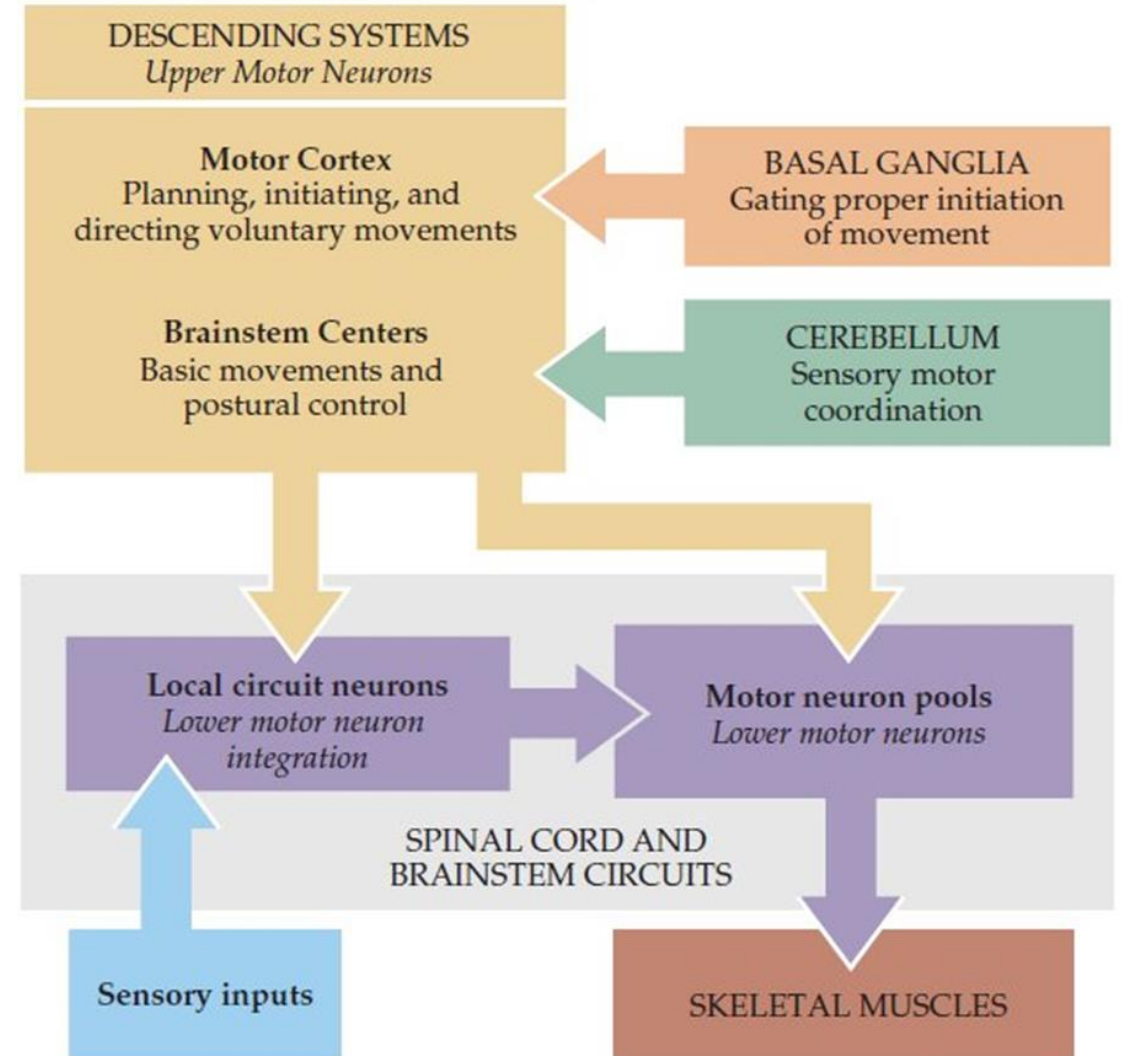 DESCENDING SYSTEMS
Upper Motor Neurons
Motor Cortex
Planning, initiating, and
directing voluntary movements
Brainstem Centers
Basic movements and
postural control
BASAL GANGLIA
Gating proper initiation
of movement
CEREBELLUM
Sensory motor
coordination
Local circuit neurons
Lower motor neuron
integration
Motor neuron pools
Lower motor neurons
SPINAL CORD AND
BRAINSTEM CIRCUITS
Sensory inputs
SKELETAL MUSCLES